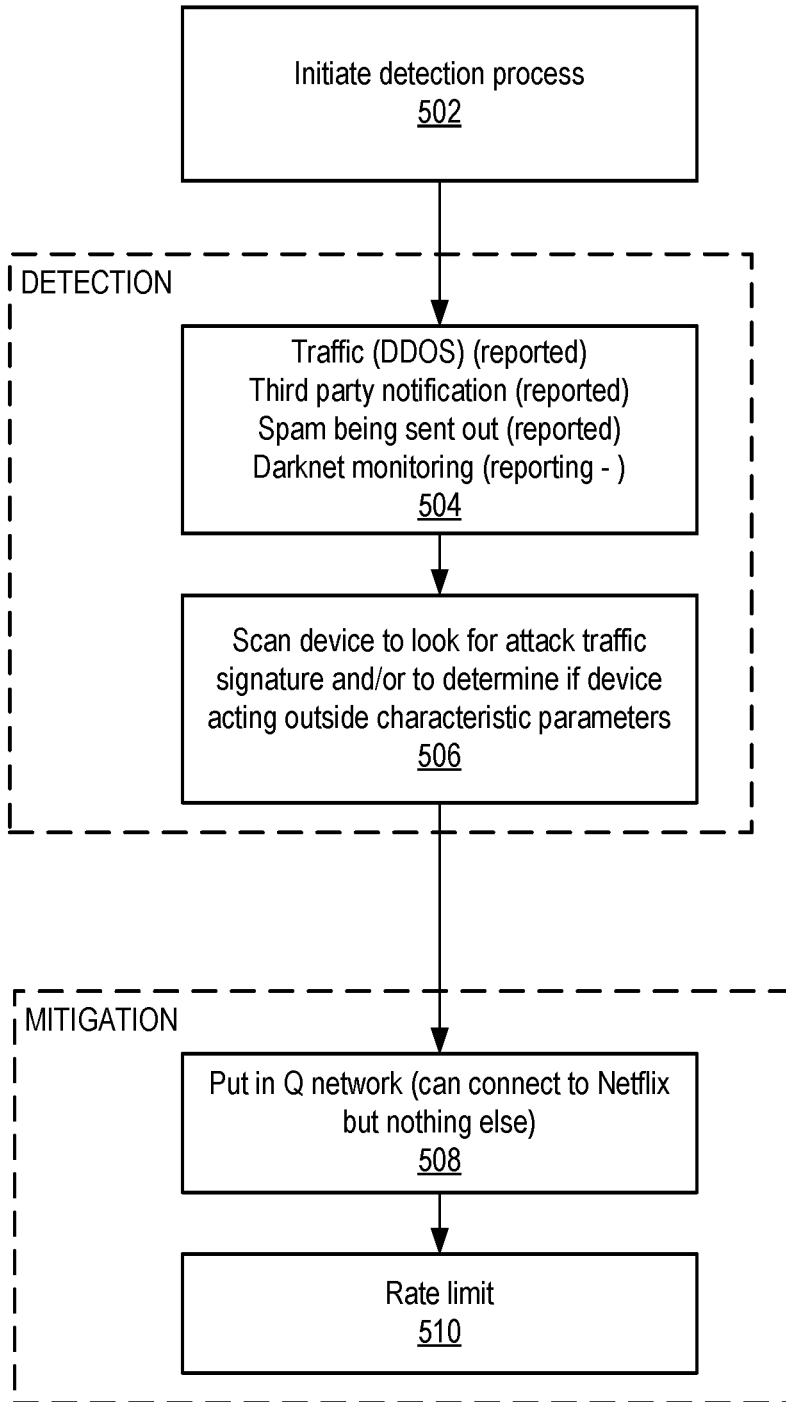 Initiate detection process
502
DETECTION
Traffic (DDOS) (reported)
Third party notification (reported)
Spam being sent out (reported)
Darknet monitoring (reporting - )
504
Scan device to look for attack traffic
signature and/or to determine if device
acting outside characteristic parameters
506
MITIGATION
Put in Q network (can connect to Netflix
but nothing else)
508
Rate limit
510